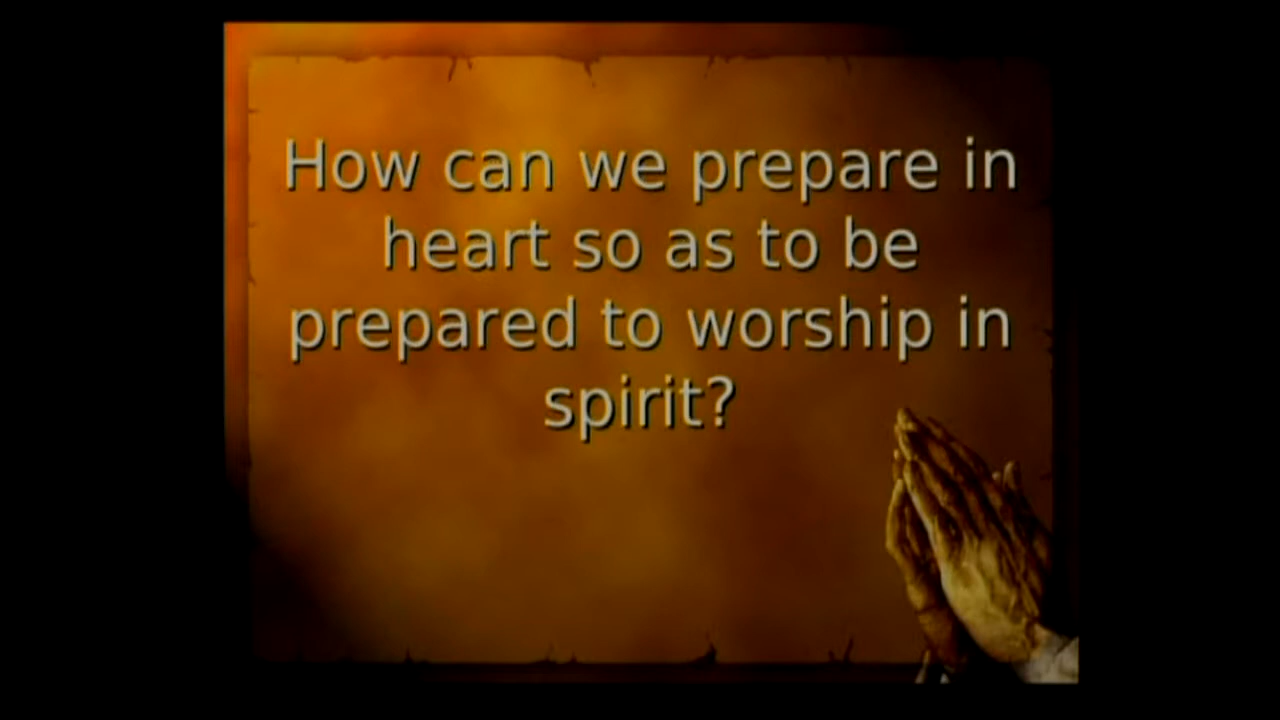 How can we prepare in
heart so as to be
prepared to worship in
spirit?